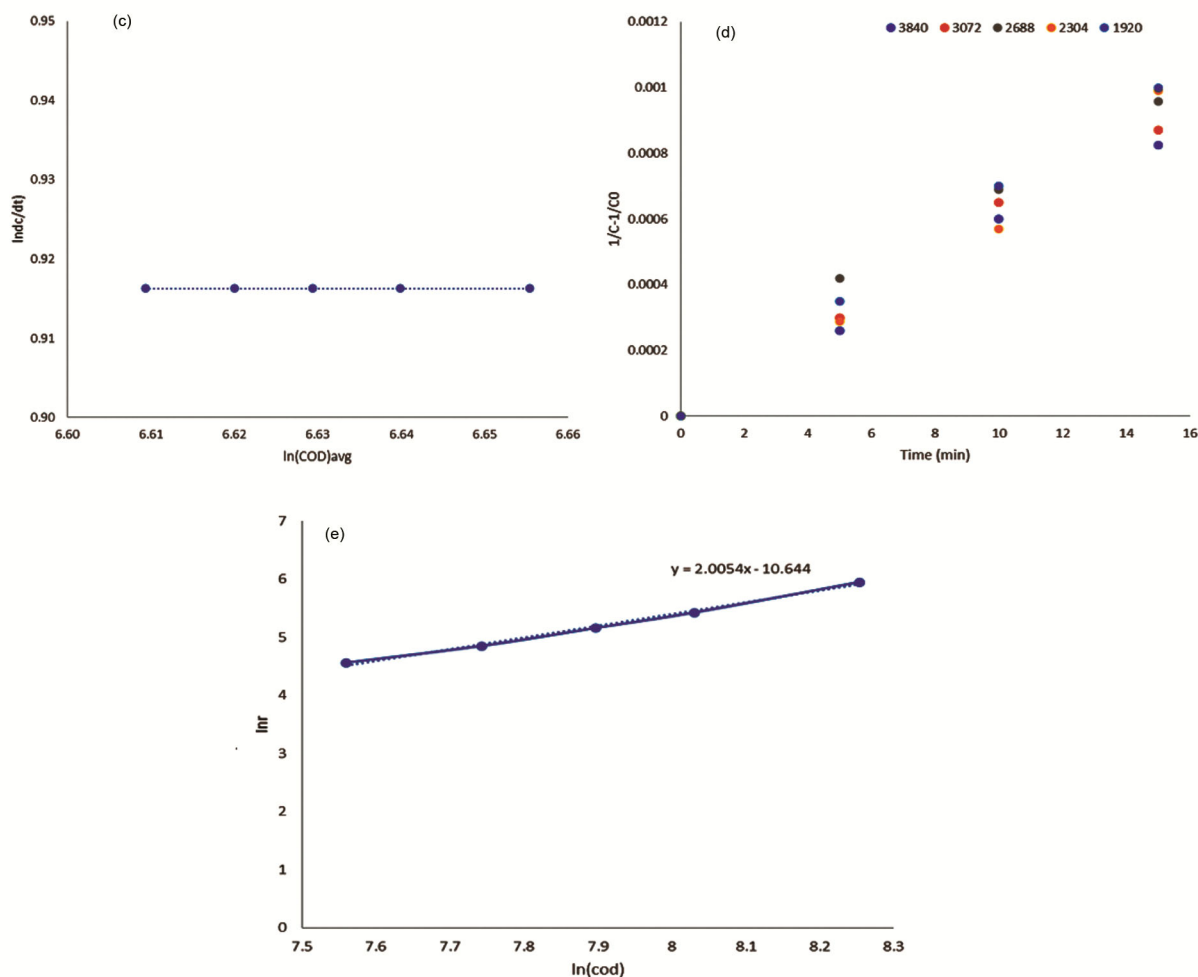 (c)
0.95
0.94
0.93
0.92
0.91
0.90
lndc/dt)
6.60 6.61 6.62 6.63 6.64 6.65 6.66
ln(COD)avg
(d)
3840 3072 2688 2304 1920
0.0012
0.001
0.0008
0.0006
0.0004
0.0002
0
1/C-1/C0
0 2 4 6 8 10 12 14 16
Time (min)
(e)
7
6
5
4
3
2
1
0
lnr
y = 2.0054x - 10.644
7.5 7.6 7.7 7.8 7.9 8 8.1 8.2 8.3
ln(cod)